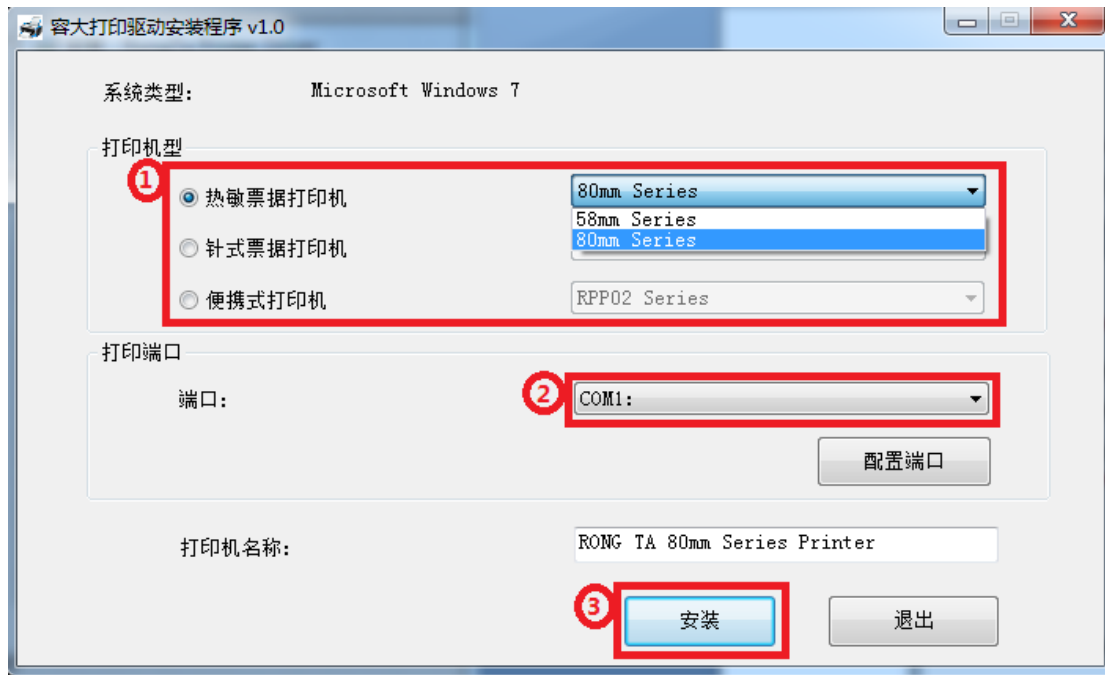 容大打印驱动安装程序 v1.0
系统类型: Microsoft Windows 7
打印机型
①
热敏票据打印机 80mm Series
58mm Series
80mm Series
针式票据打印机
便携式打印机 RPP02 Series
打印端口
端口: ② COM1:
配置端口
打印机名称: RONG TA 80mm Series Printer
③ 安装 退出